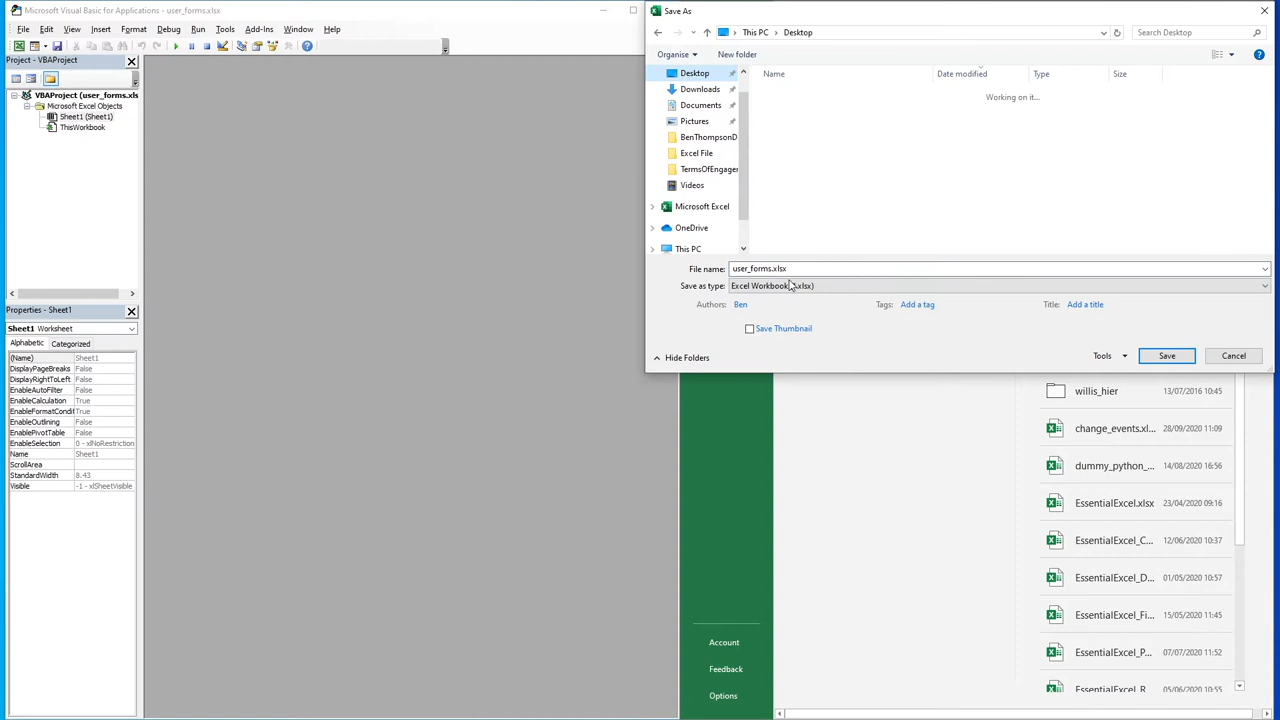 Microsoft Visual Basic for Applications - user_forms.xlsx
File Edit View Insert Format Debug Run Tools Add-Ins Window Help
Project - VBAProject
VBAProject (user_forms.xls
Microsoft Excel Objects
Sheet1 (Sheet1)
ThisWorkbook
Properties - Sheet1
Sheet1 Worksheet
Alphabetic Categorized
(Name) Sheet1
DisplayPageBreaks False
DisplayRightToLeft False
EnableAutoFilter False
EnableCalculation True
EnableFormatCondit True
EnableOutlining False
EnablePivotTable False
EnableSelection 0 - xlNoRestriction
Name Sheet1
ScrollArea
StandardWidth 8.43
Visible -1 - xlSheetVisible
Save As
This PC Desktop
Search Desktop
Organise New folder
Desktop
Downloads
Documents
Pictures
BenThompsonD
Excel File
TermsOfEngager
Videos
Microsoft Excel
OneDrive
This PC
Name Date modified Type Size
Working on it...
File name: user_forms.xlsx
Save as type: Excel Workbook .xlsx)
Authors: Ben Tags: Add a tag Title: Add a title
Save Thumbnail
Hide Folders
Tools Save Cancel
willis_hier 13/07/2016 10:45
change_events.xl... 28/09/2020 11:09
dummy_python_... 14/08/2020 16:56
EssentialExcel.xlsx 23/04/2020 09:16
EssentialExcel_C... 12/06/2020 10:37
EssentialExcel_D... 01/05/2020 10:57
EssentialExcel_Fi... 15/05/2020 11:45
EssentialExcel_P... 07/07/2020 11:52
EssentialExcel_R... 05/06/2020 10:55
Account
Feedback
Options